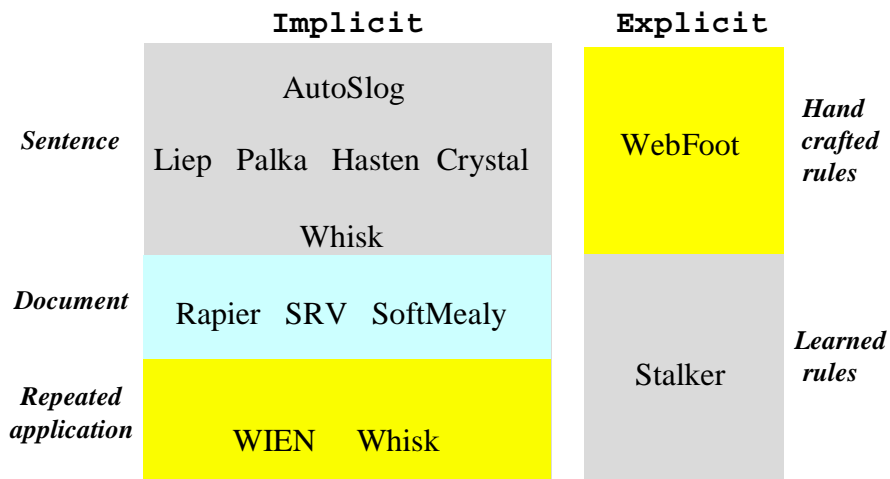 Implicit Explicit
AutoSlog
Sentence
Liep Palka Hasten Crystal
Whisk
WebFoot
Hand
crafted
rules
Document
Rapier SRV SoftMealy
Repeated
application
WIEN Whisk
Stalker
Learned
rules